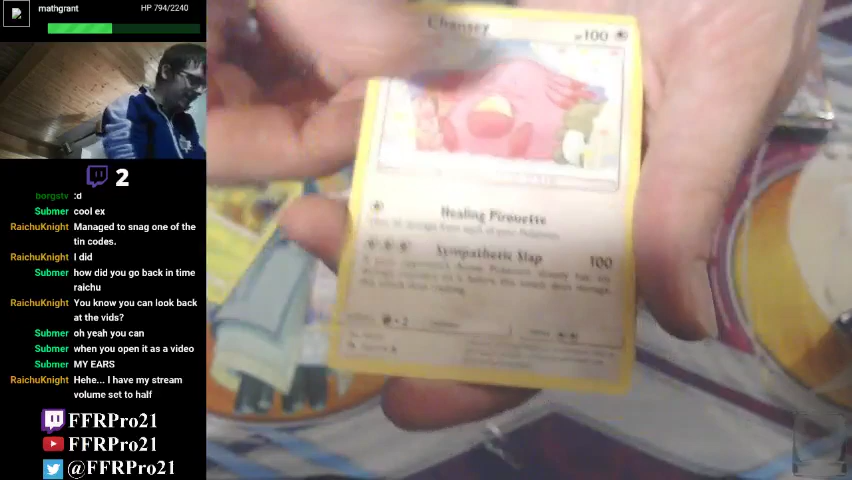 mathgrant
HP 794/2240
2
borgstv :d
Submer cool ex
RaichuKnight Managed to snag one of the
tin codes.
RaichuKnight I did
Submer how did you go back in time
raichu
RaichuKnight You know you can look back
at the vids?
Submer oh yeah you can
Submer when you open it as a video
Submer MY EARS
RaichuKnight Hehe... I have my stream
volume set to half
FFRPro21
FFRPro21
@FFRPro21
Chansey
HP100
Healing Pirouette
Sympathetic Slap 100